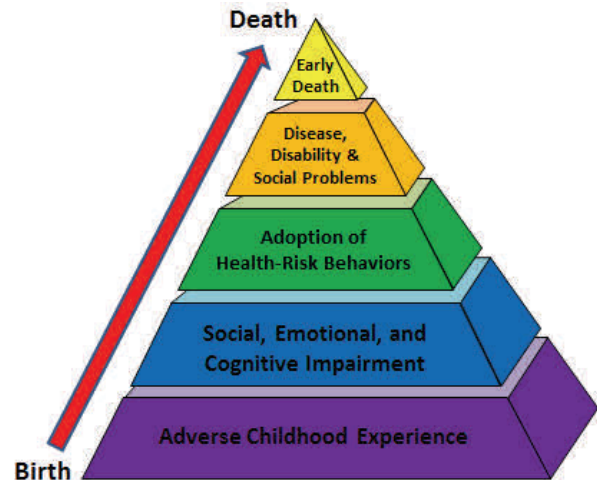 Death
Early
Death
Disease,
Disability &
Social Problems
Adoption of
Health-Risk Behaviors
Social, Emotional, and
Cognitive Impairment
Adverse Childhood Experience
Birth